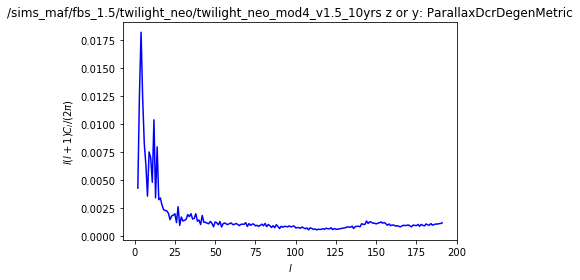 /sims_maf/fbs_1.5/twilight_neo/twilight_neo_mod4_v1.5_10yrs z or y: ParallaxDcrDegenMetric
0.0175
0.0150
0.0125
0.0100
0.0075
0.0050
0.0025
0.0000
l(l + 1)Cₗ/(2π)
0 25 50 75 100 125 150 175 200
l